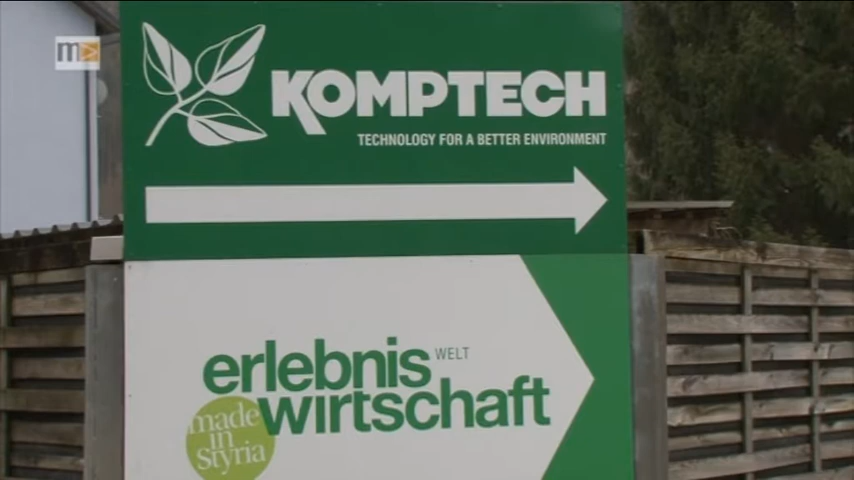 m
KOMPTECH
TECHNOLOGY FOR A BETTER ENVIRONMENT
erlebnis WELT
wirtschaft
made
in
styria